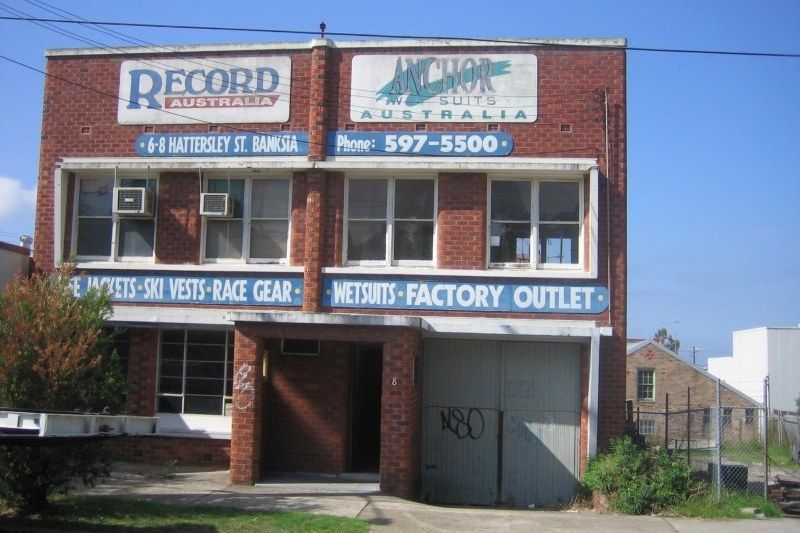 RECORD
AUSTRALIA
ANCHOR
WETSUITS
AUSTRALIA
6-8 HATTERSLEY ST. BANKSIA
Phone: 597-5500
JACKETS·SKI VESTS·RACE GEAR
WETSUITS·FACTORY OUTLET
8